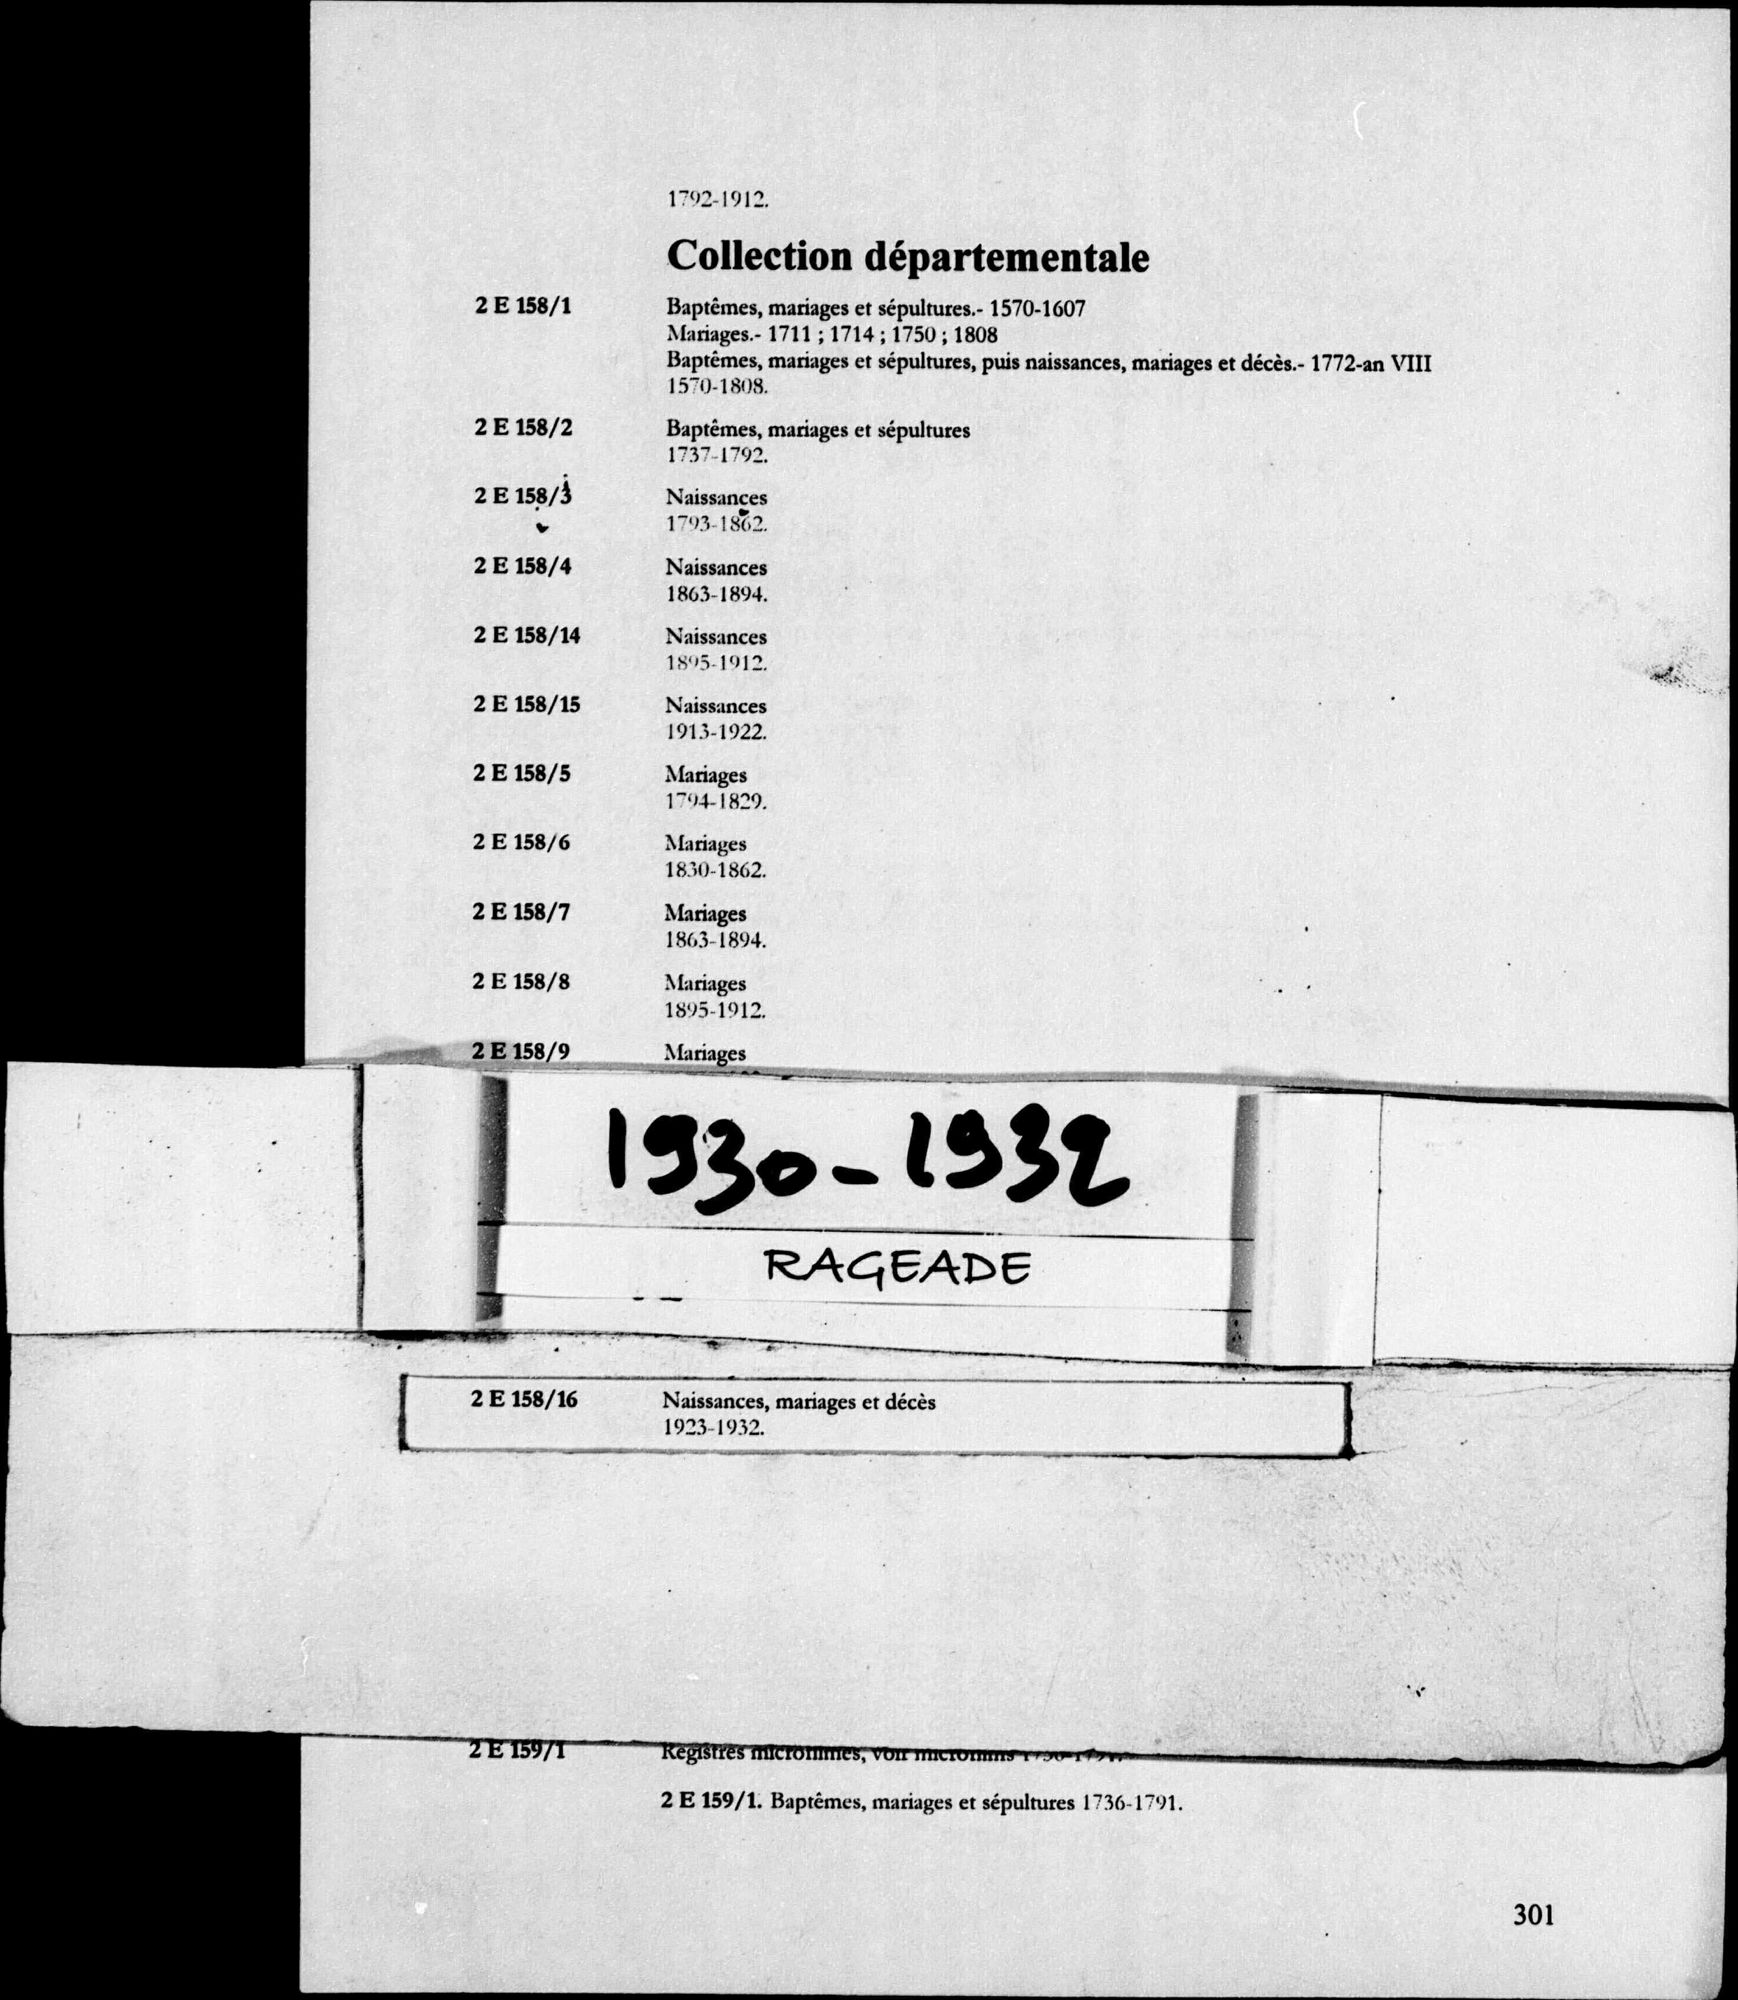 1792-1912.
Collection départementale
2 E 158/1 Baptêmes, mariages et sépultures.- 1570-1607
Mariages.- 1711 ; 1714 ; 1750 ; 1808
Baptêmes, mariages et sépultures, puis naissances, mariages et décès.- 1772-an VIII
1570-1808.
2 E 158/2 Baptêmes, mariages et sépultures
1737-1792.
2 E 158/3 Naissances
1793-1862.
2 E 158/4 Naissances
1863-1894.
2 E 158/14 Naissances
1895-1912.
2 E 158/15 Naissances
1913-1922.
2 E 158/5 Mariages
1794-1829.
2 E 158/6 Mariages
1830-1862.
2 E 158/7 Mariages
1863-1894.
2 E 158/8 Mariages
1895-1912.
2 E 158/9 Mariages
1930-1932
RAGEADE
2 E 158/16 Naissances, mariages et décès
1923-1932.
2 E 159/1 Registres microfilmés, voir microfilms
2 E 159/1. Baptêmes, mariages et sépultures 1736-1791.
301